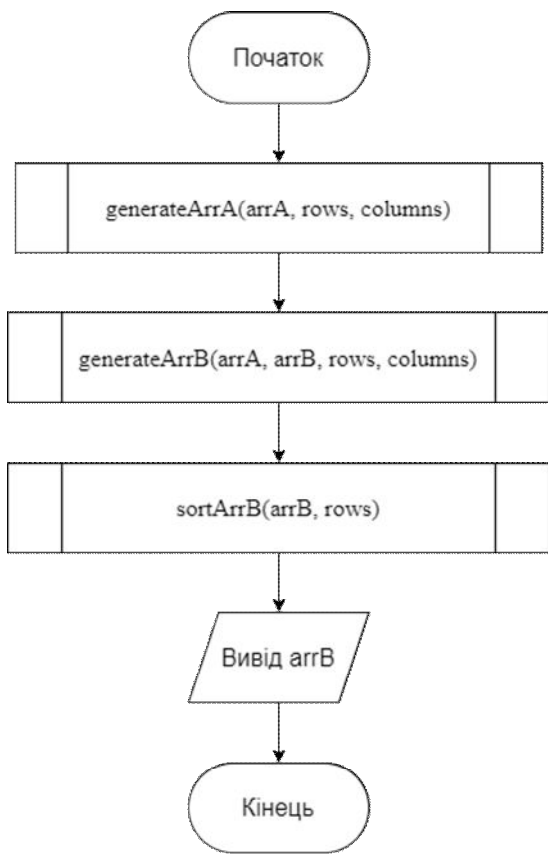 Початок
generateArrA(arrA, rows, columns)
generateArrB(arrA, arrB, rows, columns)
sortArrB(arrB, rows)
Вивід arrB
Кінець